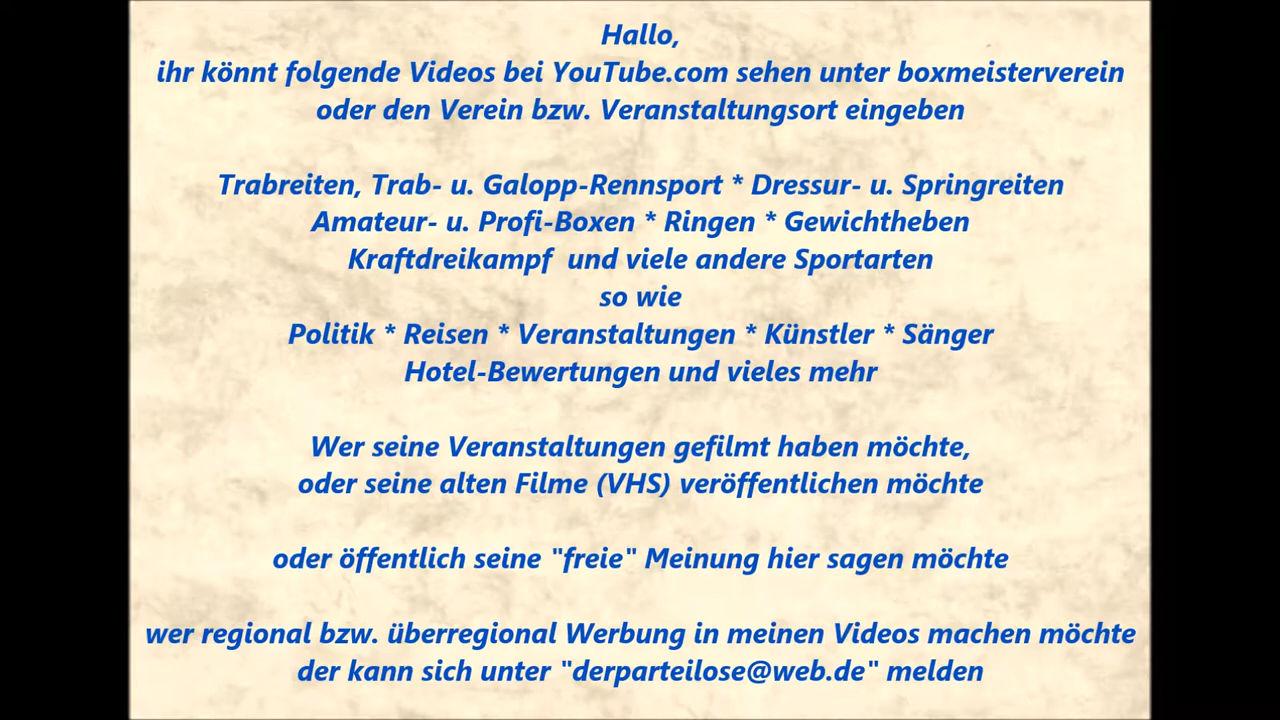 Hallo,
ihr könnt folgende Videos bei YouTube.com sehen unter boxmeisterverein
oder den Verein bzw. Veranstaltungsort eingeben
Trabreiten, Trab- u. Galopp-Rennsport * Dressur- u. Springreiten
Amateur- u. Profi-Boxen * Ringen * Gewichtheben
Kraftdreikampf  und viele andere Sportarten
so wie
Politik * Reisen * Veranstaltungen * Künstler * Sänger
Hotel-Bewertungen und vieles mehr
Wer seine Veranstaltungen gefilmt haben möchte,
oder seine alten Filme (VHS) veröffentlichen möchte
oder öffentlich seine "freie" Meinung hier sagen möchte
wer regional bzw. überregional Werbung in meinen Videos machen möchte
der kann sich unter "derparteilose@web.de" melden